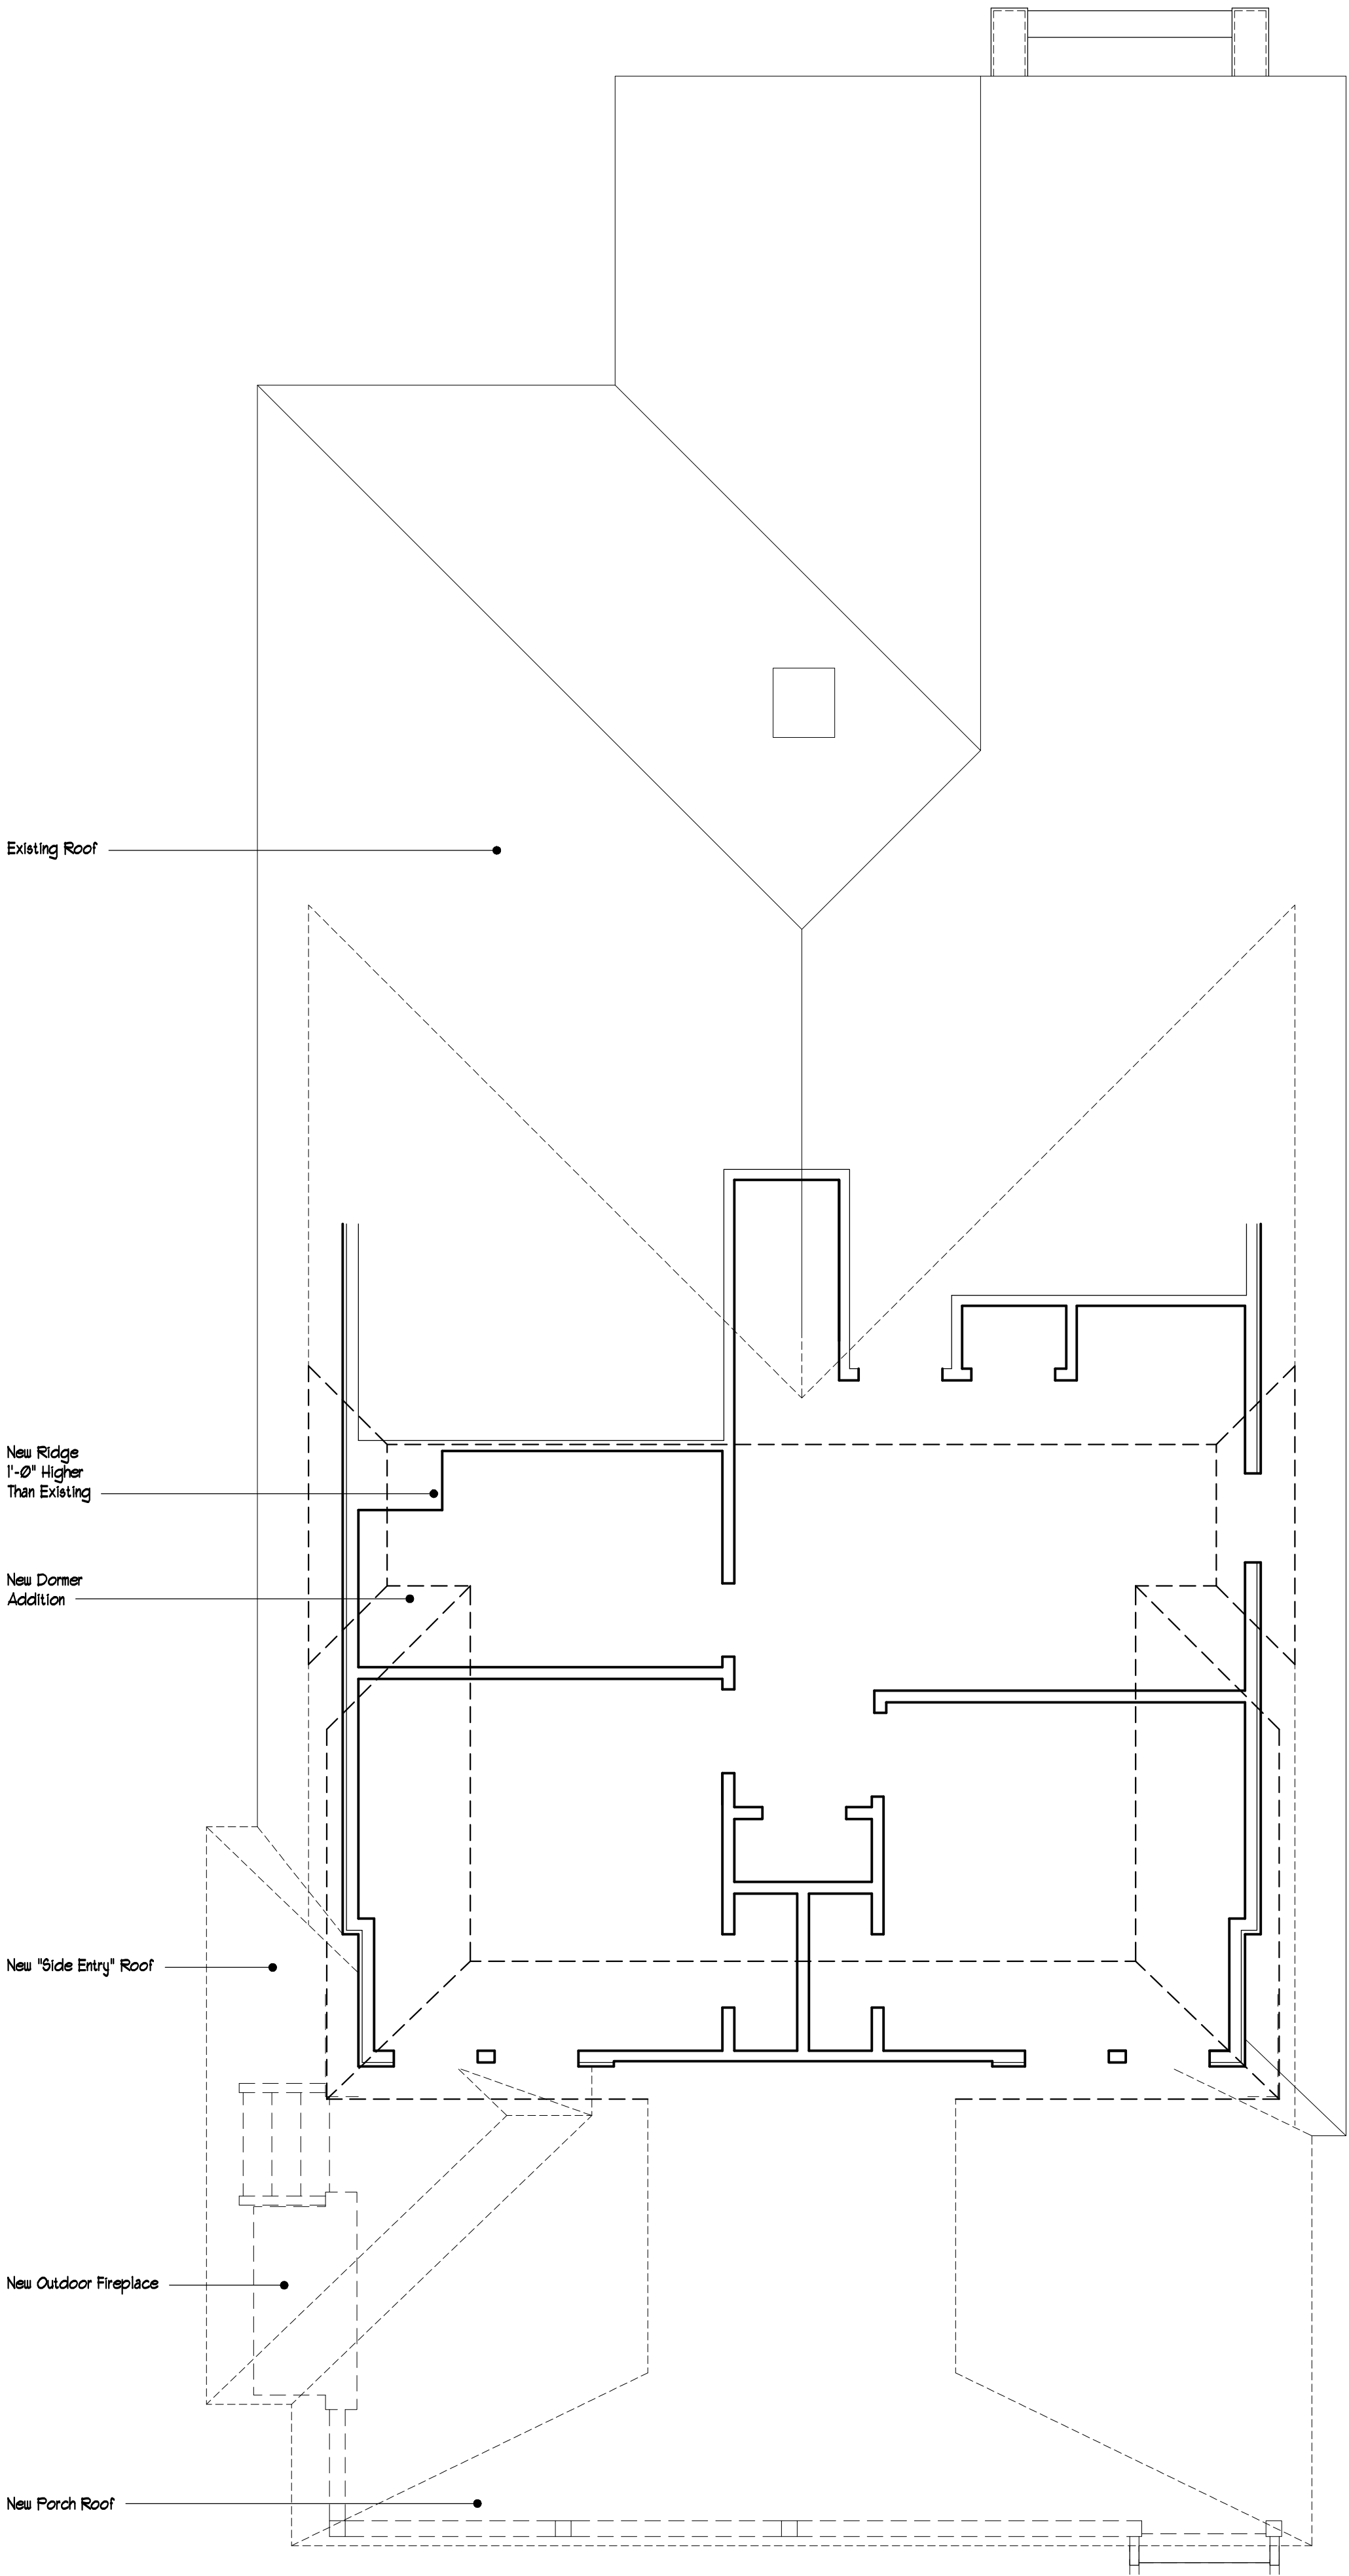 Existing Roof
New Ridge
1'-0" Higher
Than Existing
New Dormer
Addition
New "Side Entry" Roof
New Outdoor Fireplace
New Porch Roof